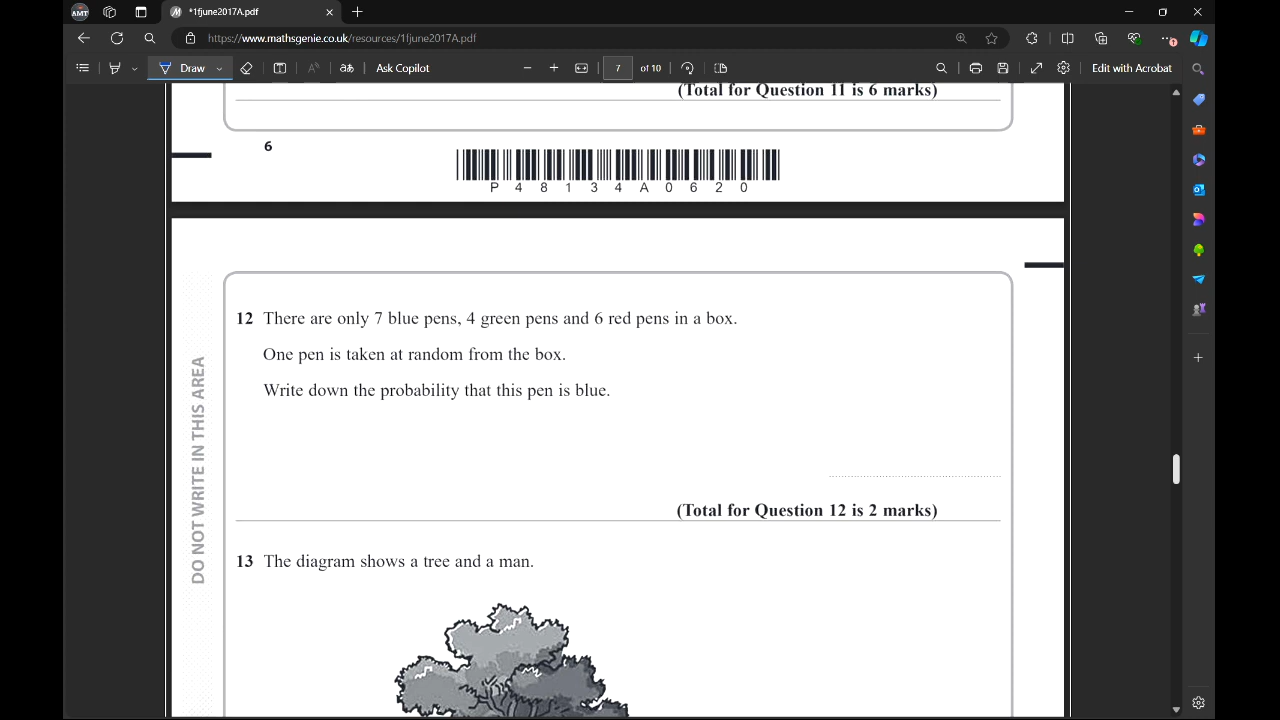 AMT
*1fjune2017A.pdf
https://www.mathsgenie.co.uk/resources/1fjune2017A.pdf
Draw
Ask Copilot
7 of 10
Edit with Acrobat
(Total for Question 11 is 6 marks)
6
P 4 8 1 3 4 A 0 6 2 0
DO NOT WRITE IN THIS AREA
12 There are only 7 blue pens, 4 green pens and 6 red pens in a box.
One pen is taken at random from the box.
Write down the probability that this pen is blue.
(Total for Question 12 is 2 marks)
13 The diagram shows a tree and a man.